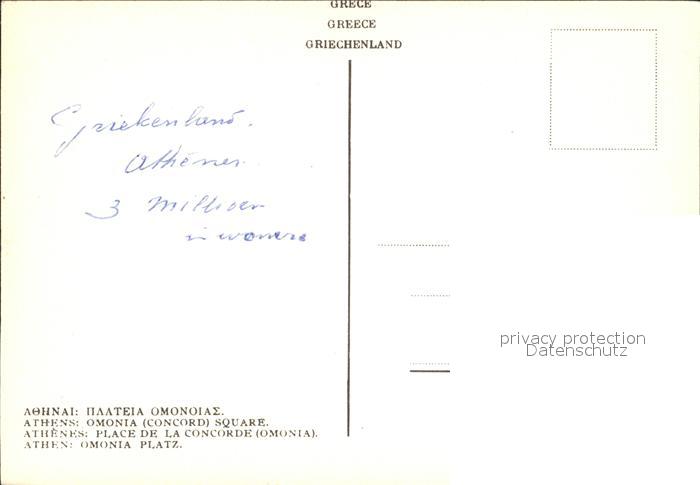 GRECE
GREECE
GRIECHENLAND
Griekenland.
Athénen
3 Millioen
inwoners
privacy protection
Datenschutz
ΑΘΗΝΑΙ: ΠΛΑΤΕΙΑ ΟΜΟΝΟΙΑΣ.
ATHENS: OMONIA (CONCORD) SQUARE.
ATHÈNES: PLACE DE LA CONCORDE (OMONIA).
ATHEN: OMONIA PLATZ.